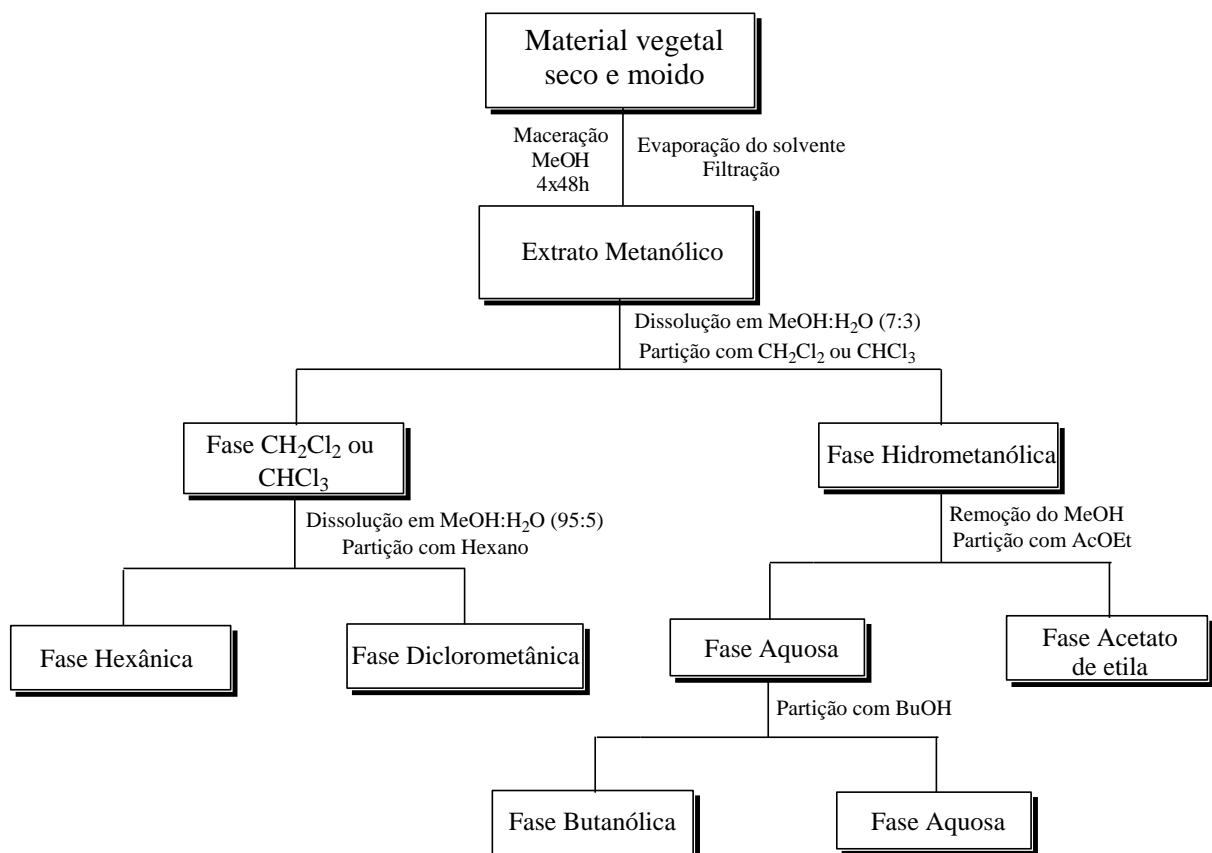 Material vegetal
seco e moido
Maceração
MeOH
4x48h
Evaporação do solvente
Filtração
Extrato Metanólico
Dissolução em MeOH:H₂O (7:3)
Partição com CH₂Cl₂ ou CHCl₃
Fase CH₂Cl₂ ou
CHCl₃
Fase Hidrometanólica
Dissolução em MeOH:H₂O (95:5)
Partição com Hexano
Remoção do MeOH
Partição com AcOEt
Fase Hexânica
Fase Diclorometânica
Fase Aquosa
Fase Acetato
de etila
Partição com BuOH
Fase Butanólica
Fase Aquosa